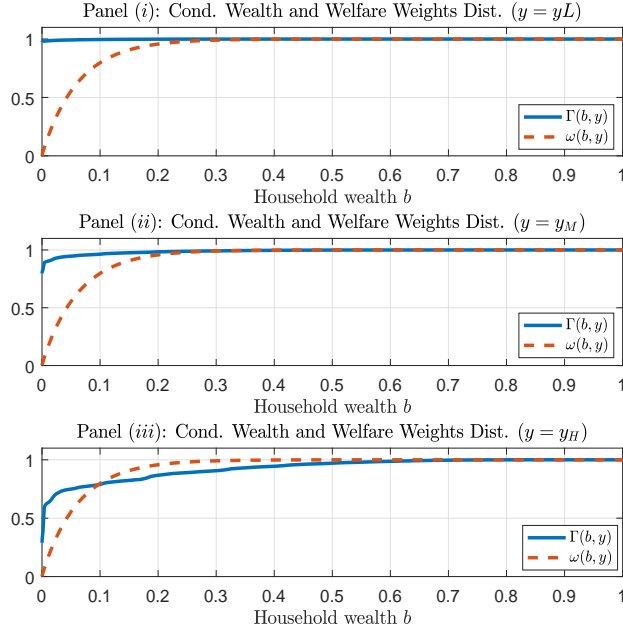 Panel (i): Cond. Wealth and Welfare Weights Dist. (y = yL)
1
0.5
0
Γ(b, y)
ω(b, y)
0 0.1 0.2 0.3 0.4 0.5 0.6 0.7 0.8 0.9 1
Household wealth b
Panel (ii): Cond. Wealth and Welfare Weights Dist. (y = y_M)
1
0.5
0
Γ(b, y)
ω(b, y)
0 0.1 0.2 0.3 0.4 0.5 0.6 0.7 0.8 0.9 1
Household wealth b
Panel (iii): Cond. Wealth and Welfare Weights Dist. (y = y_H)
1
0.5
0
Γ(b, y)
ω(b, y)
0 0.1 0.2 0.3 0.4 0.5 0.6 0.7 0.8 0.9 1
Household wealth b